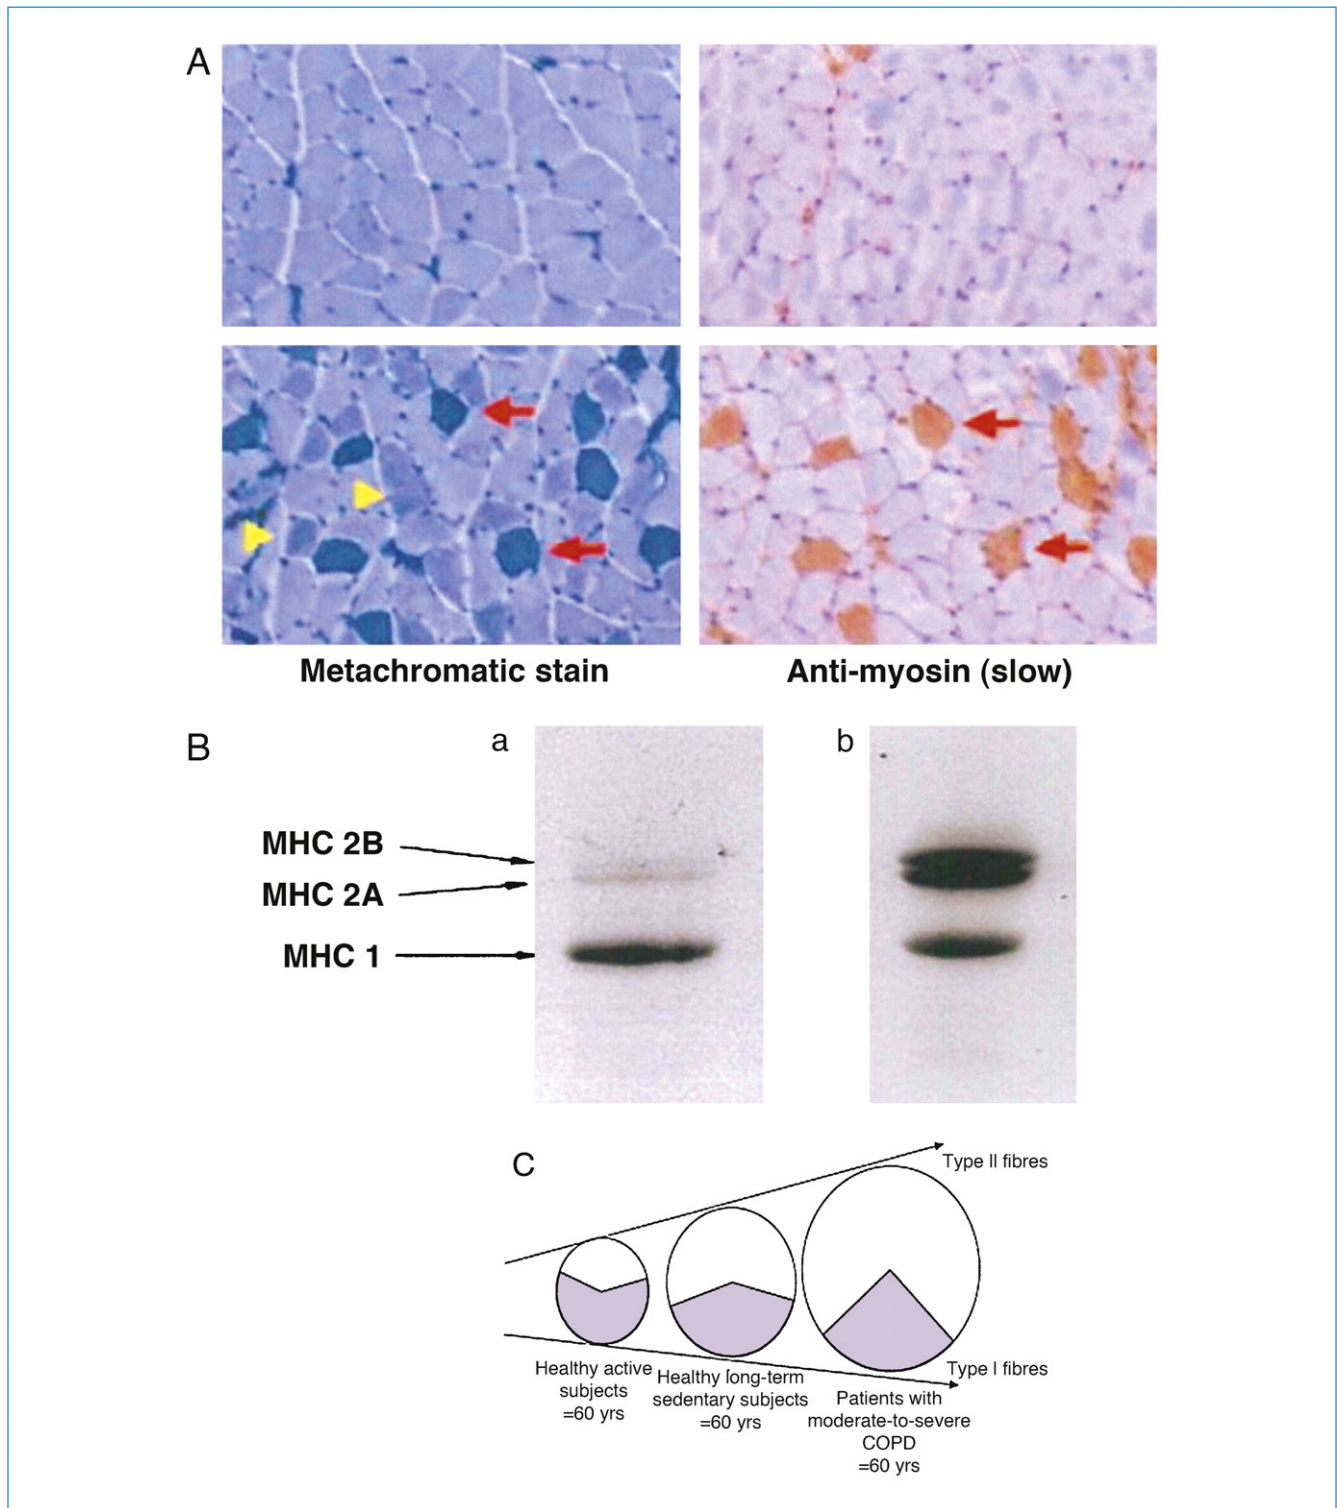 A
Metachromatic stain
Anti-myosin (slow)
B
a
b
MHC 2B
MHC 2A
MHC 1
C
Type II fibres
Type I fibres
Healthy active
subjects
=60 yrs
Healthy long-term
sedentary subjects
=60 yrs
Patients with
moderate-to-severe
COPD
=60 yrs